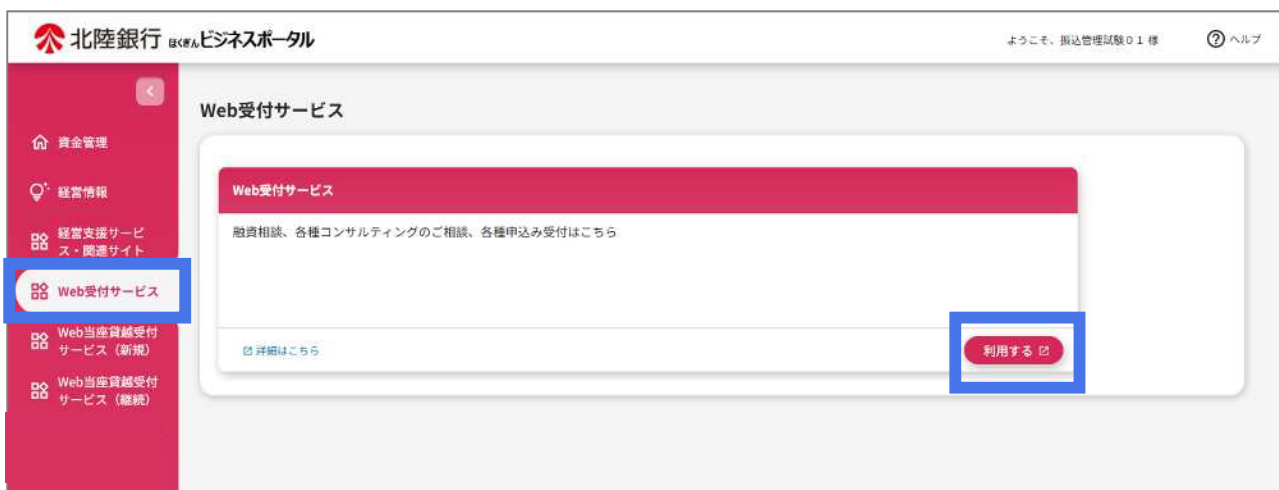 北陸銀行 ほくぎんビジネスポータル
ようこそ、振込管理試験01 様
ヘルプ
Web受付サービス
資金管理
経営情報
経営支援サービ
ス・関連サイト
Web受付サービス
Web当座貸越受付
サービス（新規）
Web当座貸越受付
サービス（継続）
Web受付サービス
融資相談、各種コンサルティングのご相談、各種申込み受付はこちら
詳細はこちら
利用する